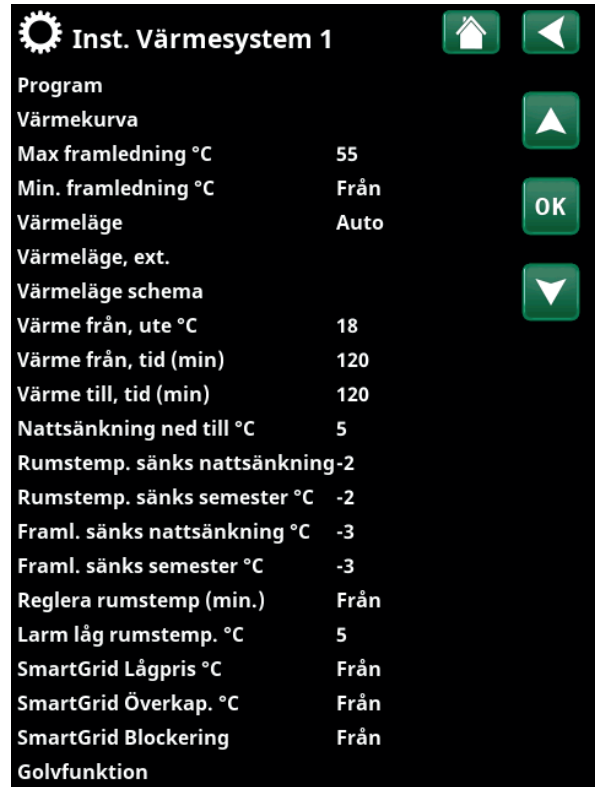 Inst. Värmesystem 1
Program
Värmekurva
Max framledning °C 55
Min. framledning °C Från
Värmeläge Auto
OK
Värmeläge, ext.
Värmeläge schema
Värme från, ute °C 18
Värme från, tid (min) 120
Värme till, tid (min) 120
Nattsänkning ned till °C 5
Rumstemp. sänks nattsänkning -2
Rumstemp. sänks semester °C -2
Framl. sänks nattsänkning °C -3
Framl. sänks semester °C -3
Reglera rumstemp (min.) Från
Larm låg rumstemp. °C 5
SmartGrid Lågpris °C Från
SmartGrid Överkap. °C Från
SmartGrid Blockering Från
Golvfunktion